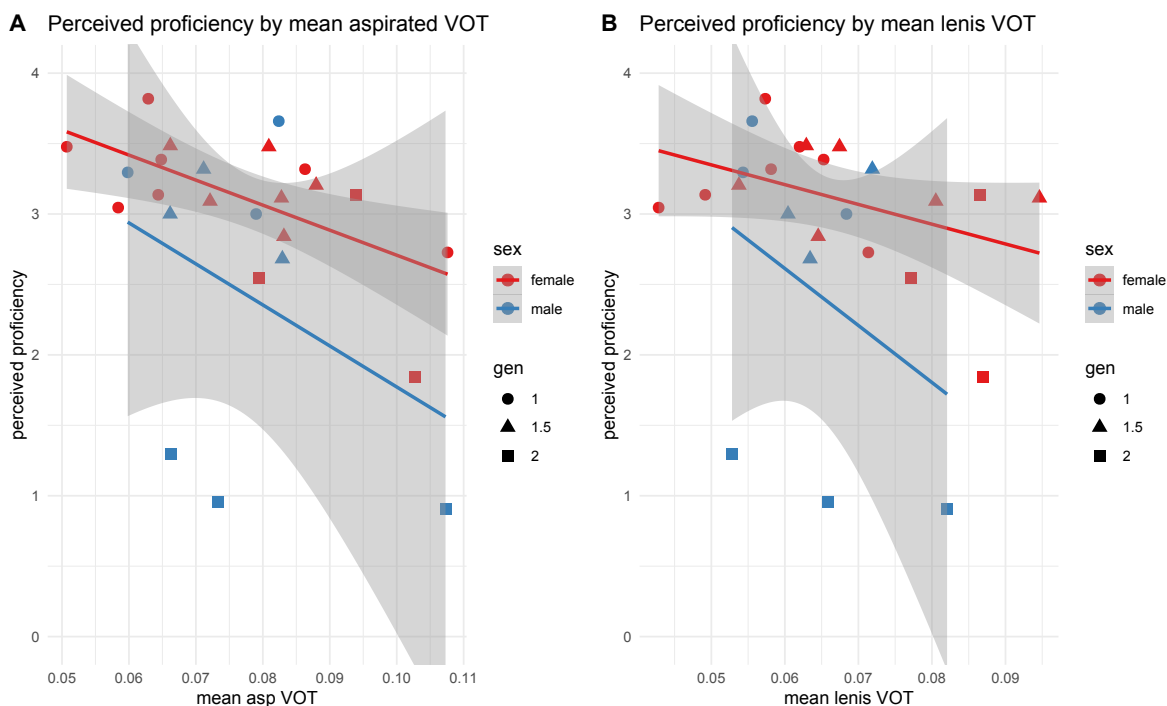 A Perceived proficiency by mean aspirated VOT
4
3
2
1
0
perceived proficiency
0.05 0.06 0.07 0.08 0.09 0.10 0.11
mean asp VOT
sex
female
male
gen
1
1.5
2
B Perceived proficiency by mean lenis VOT
4
3
2
1
0
perceived proficiency
0.05 0.06 0.07 0.08 0.09
mean lenis VOT
sex
female
male
gen
1
1.5
2